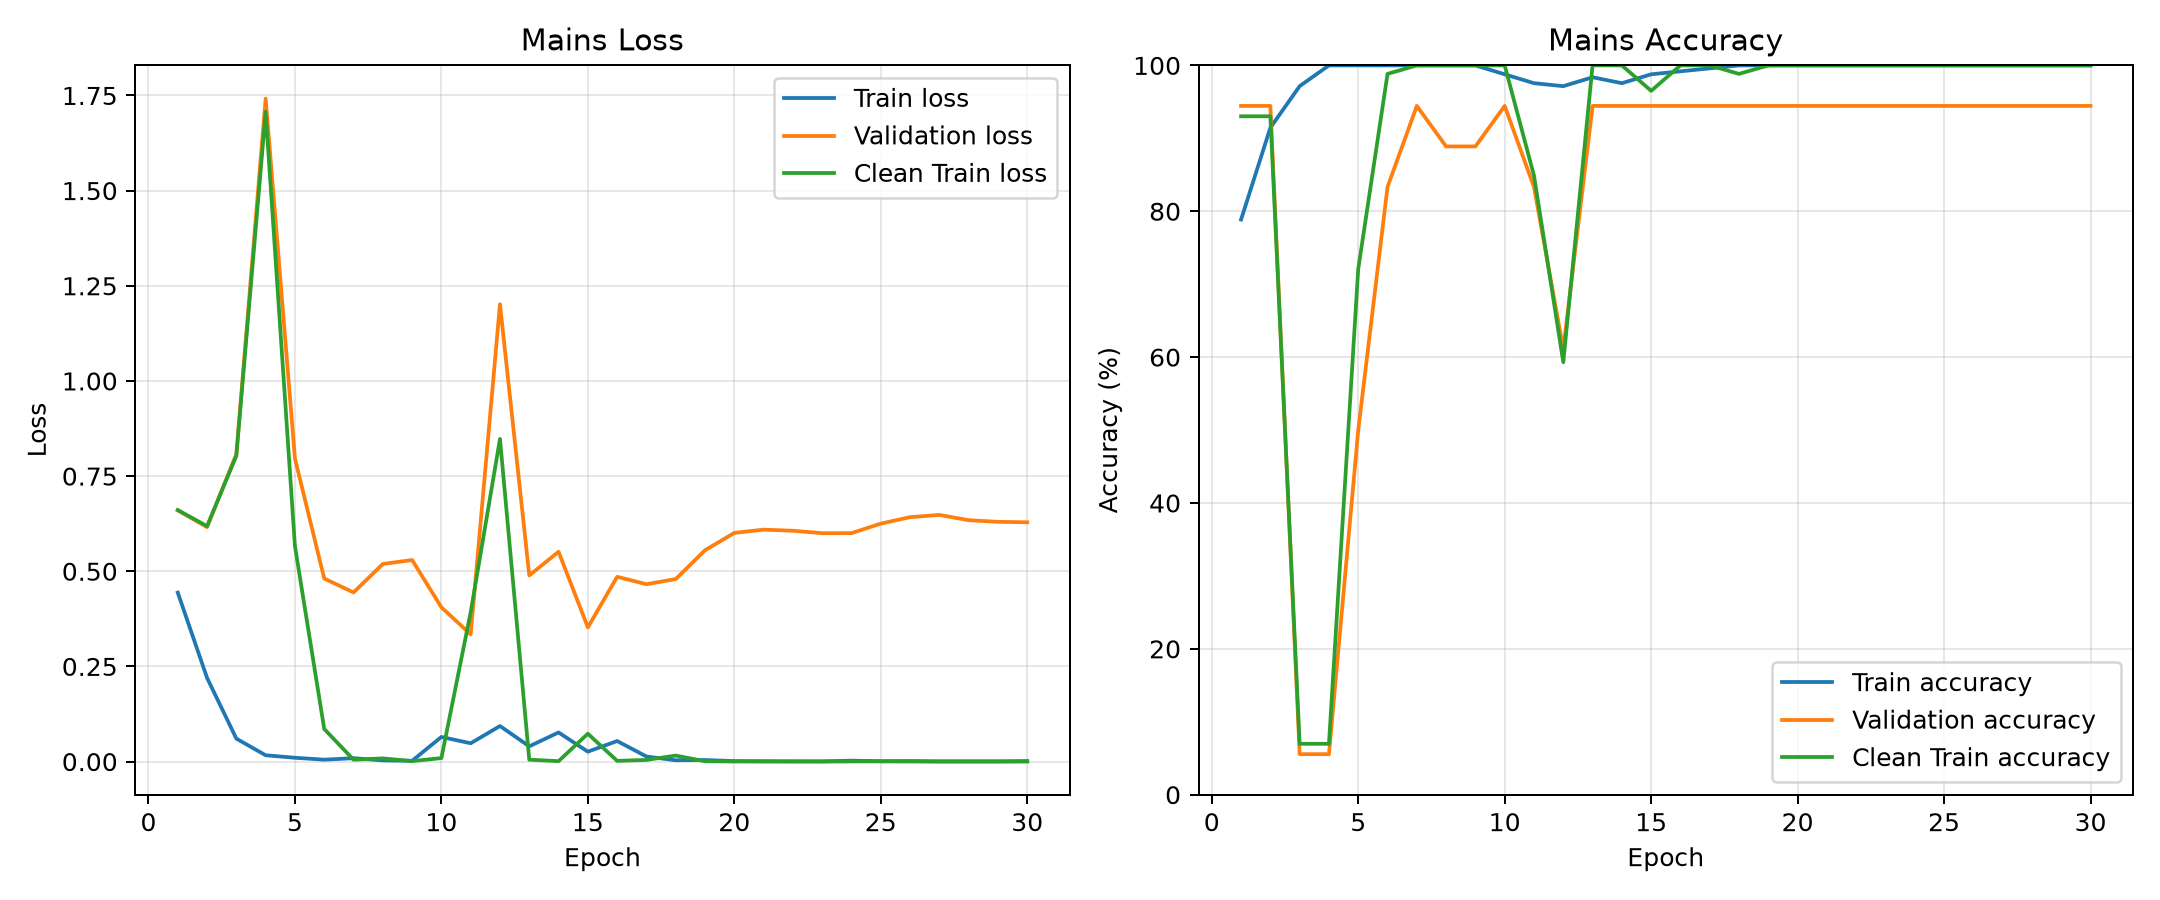 Mains Loss
Train loss
Validation loss
Clean Train loss
1.75
1.50
1.25
1.00
0.75
0.50
0.25
0.00
Loss
0
5
10
15
20
25
30
Epoch
Mains Accuracy
100
80
60
40
20
0
Accuracy (%)
Train accuracy
Validation accuracy
Clean Train accuracy
0
5
10
15
20
25
30
Epoch